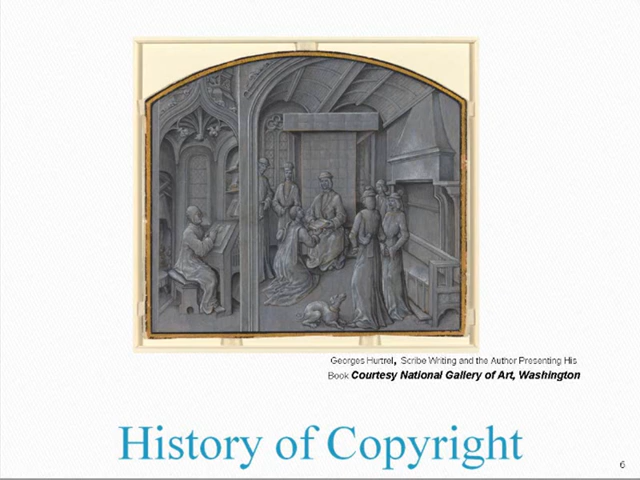 Georges Hurtrel, Scribe Writing and the Author Presenting His
Book Courtesy National Gallery of Art, Washington
History of Copyright
6